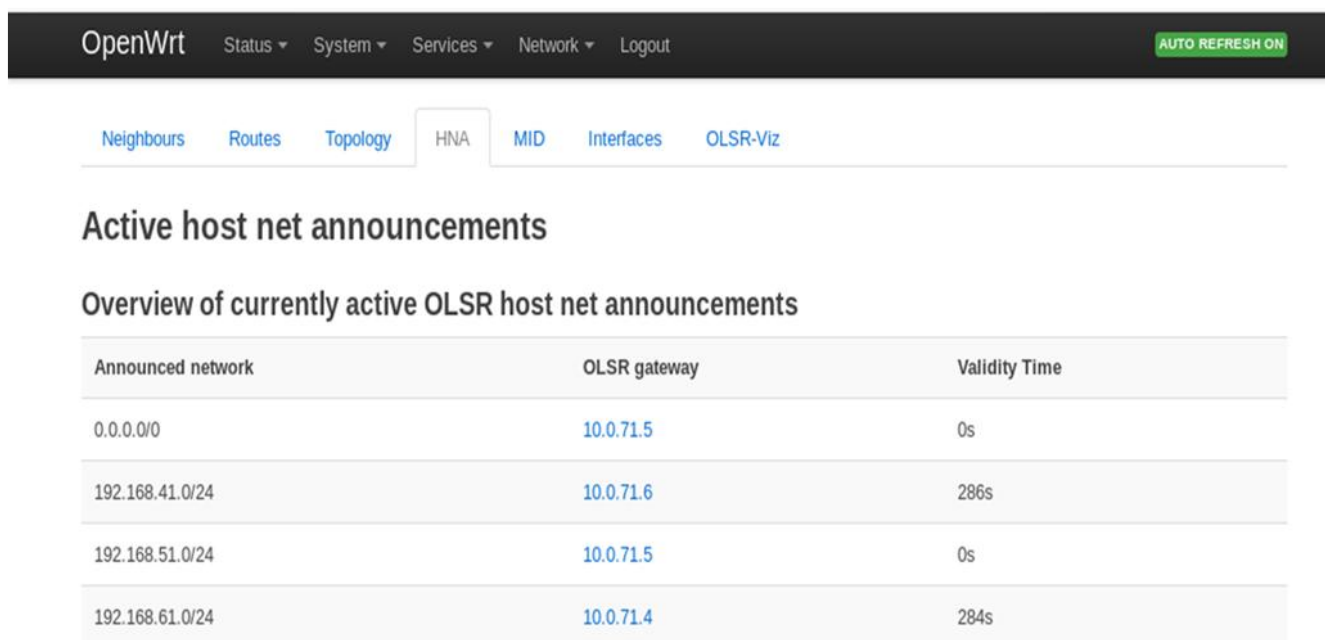 OpenWrt Status System Services Network Logout AUTO REFRESH ON
Neighbours Routes Topology HNA MID Interfaces OLSR-Viz
Active host net announcements
Overview of currently active OLSR host net announcements
Announced network OLSR gateway Validity Time
0.0.0.0/0 10.0.71.5 0s
192.168.41.0/24 10.0.71.6 286s
192.168.51.0/24 10.0.71.5 0s
192.168.61.0/24 10.0.71.4 284s